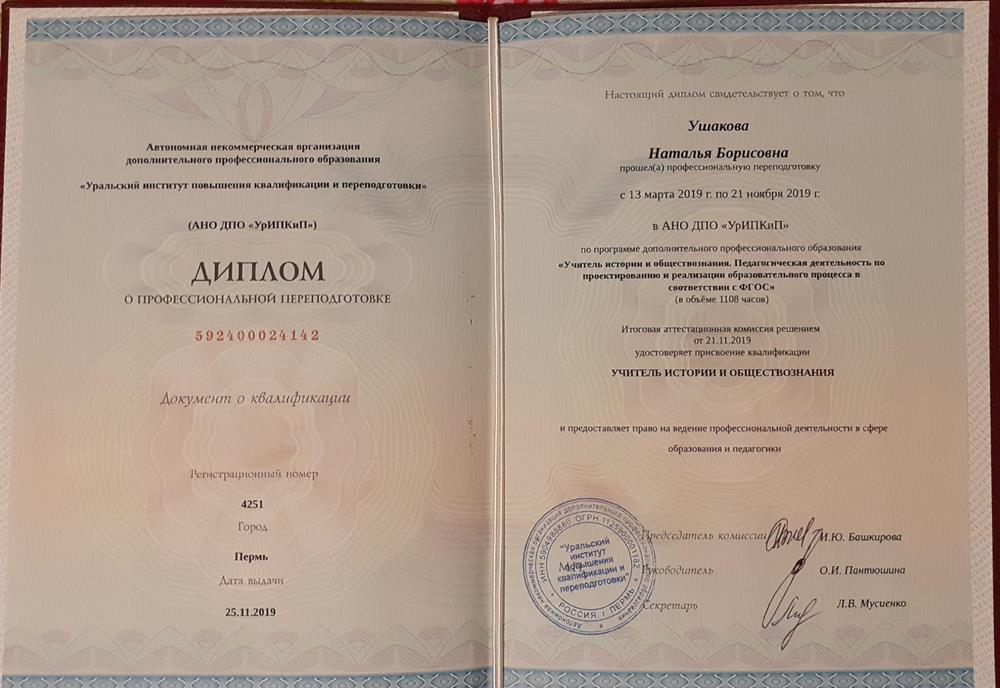 Автономная некоммерческая организация
дополнительного профессионального образования
«Уральский институт повышения квалификации и переподготовки»
(АНО ДПО «УрИПКиП»)
ДИПЛОМ
О ПРОФЕССИОНАЛЬНОЙ ПЕРЕПОДГОТОВКЕ
592400024142
Документ о квалификации
Регистрационный номер
4251
Город
Пермь
Дата выдачи
25.11.2019
Настоящий диплом свидетельствует о том, что
Ушакова
Наталья Борисовна
прошел(а) профессиональную переподготовку
с 13 марта 2019 г. по 21 ноября 2019 г.
в АНО ДПО «УрИПКиП»
по программе дополнительного профессионального образования
«Учитель истории и обществознания. Педагогическая деятельность по
проектированию и реализации образовательного процесса в
соответствии с ФГОС»
(в объёме 1108 часов)
Итоговая аттестационная комиссия решением
от 21.11.2019
удостоверяет присвоение квалификации
УЧИТЕЛЬ ИСТОРИИ И ОБЩЕСТВОЗНАНИЯ
и предоставляет право на ведение профессиональной деятельности в сфере
образования и педагогики
Председатель комиссии И.Ю. Башкирова
Руководитель О.И. Пантюшина
Секретарь Л.В. Мусиенко
"Уральский
институт
повышения
квалификации и
переподготовки"
РОССИЯ, г. ПЕРМЬ